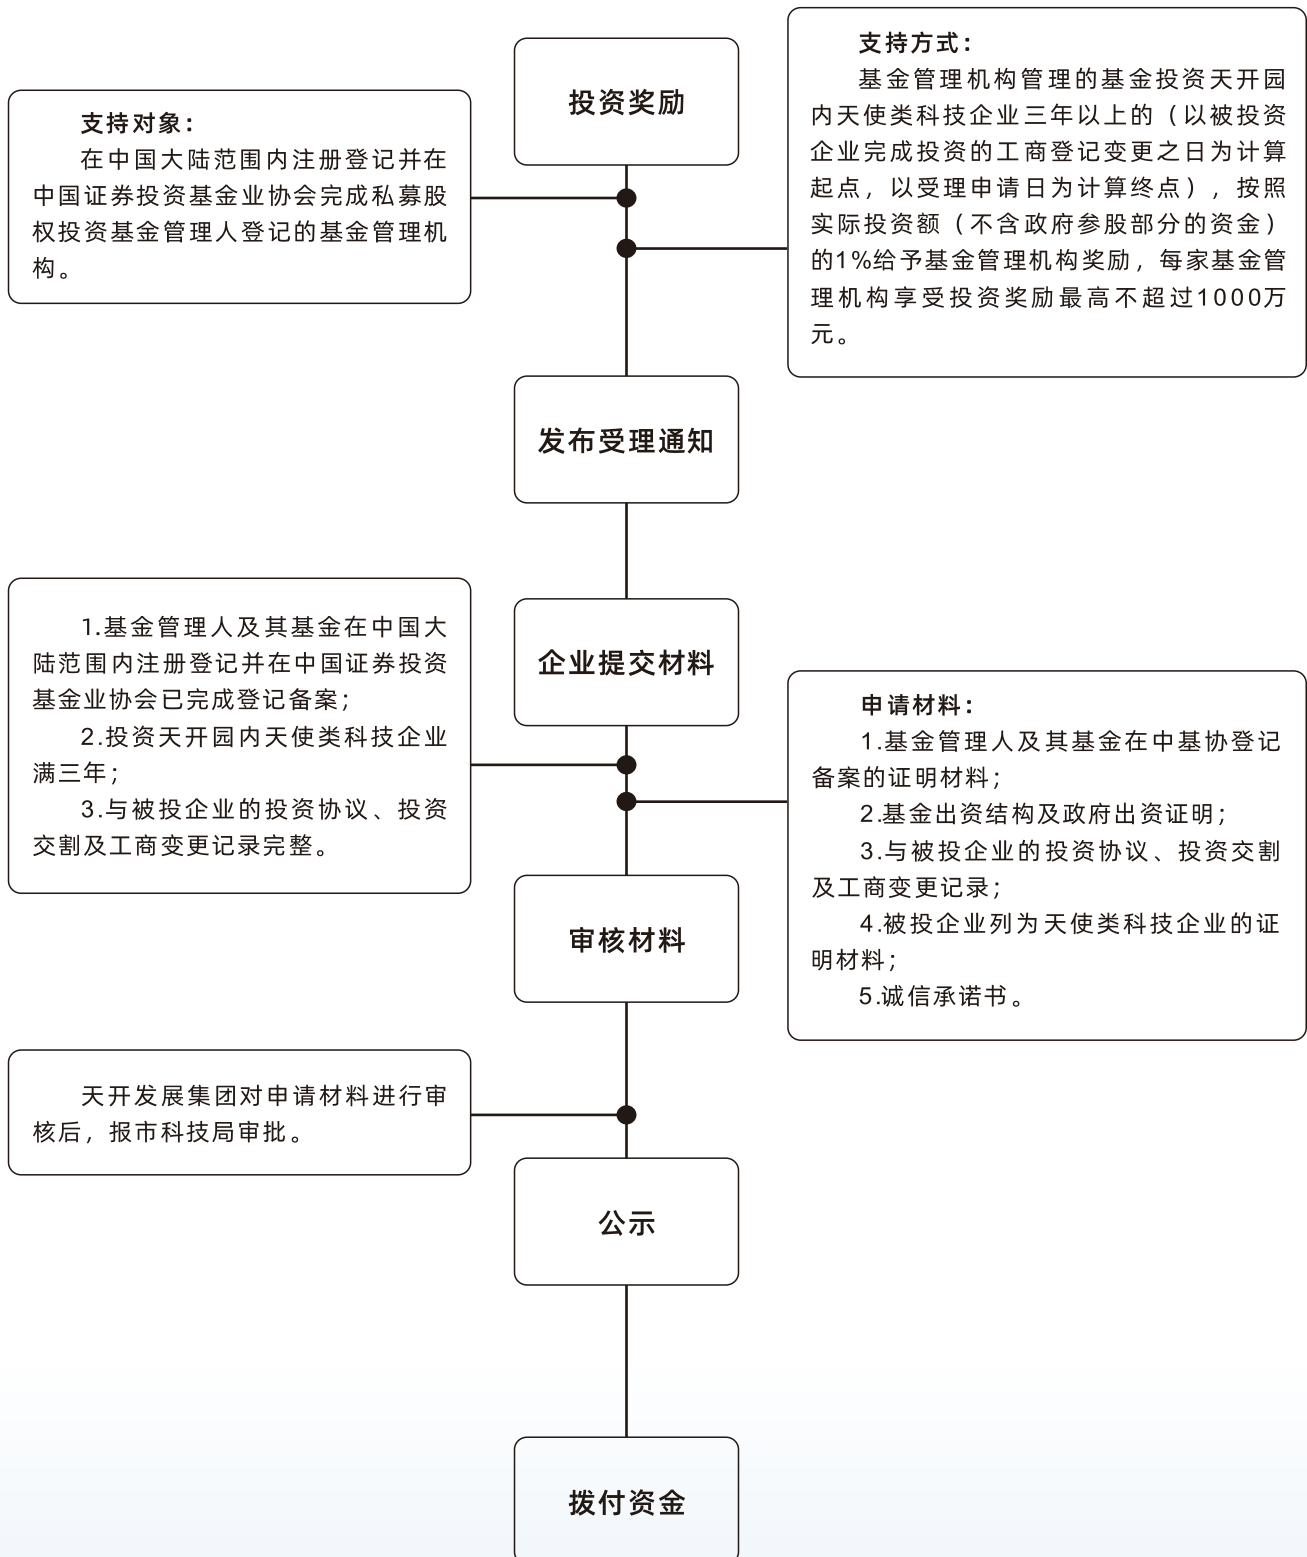 投资奖励
支持对象：
在中国大陆范围内注册登记并在
中国证券投资基金业协会完成私募股
权投资基金管理人登记的基金管理机
构。
支持方式：
基金管理机构管理的基金投资天开园
内天使类科技企业三年以上的（以被投资
企业完成投资的工商登记变更之日为计算
起点，以受理申请日为计算终点），按照
实际投资额（不含政府参股部分的资金）
的1%给予基金管理机构奖励，每家基金管
理机构享受投资奖励最高不超过1000万
元。
发布受理通知
企业提交材料
1.基金管理人及其基金在中国大
陆范围内注册登记并在中国证券投资
基金业协会已完成登记备案；
2.投资天开园内天使类科技企业
满三年；
3.与被投企业的投资协议、投资
交割及工商变更记录完整。
申请材料：
1.基金管理人及其基金在中基协登记
备案的证明材料；
2.基金出资结构及政府出资证明；
3.与被投企业的投资协议、投资交割
及工商变更记录；
4.被投企业列为天使类科技企业的证
明材料；
5.诚信承诺书。
审核材料
天开发展集团对申请材料进行审
核后，报市科技局审批。
公示
拨付资金